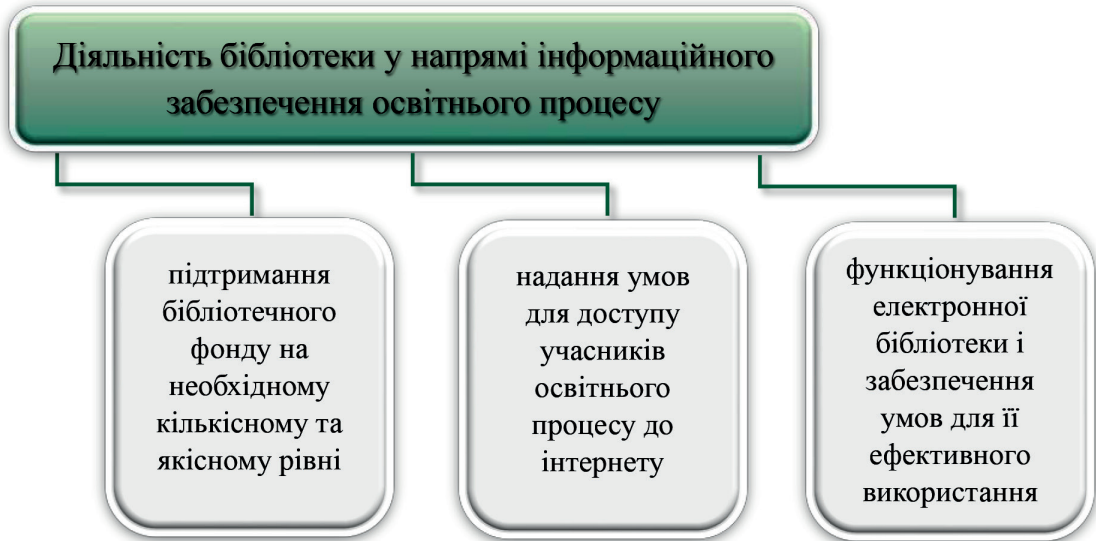 Діяльність бібліотеки у напрямі інформаційного
забезпечення освітнього процесу
підтримання
бібліотечного
фонду на
необхідному
кількісному та
якісному рівні
надання умов
для доступу
учасників
освітнього
процесу до
інтернету
функціонування
електронної
бібліотеки і
забезпечення
умов для її
ефективного
використання